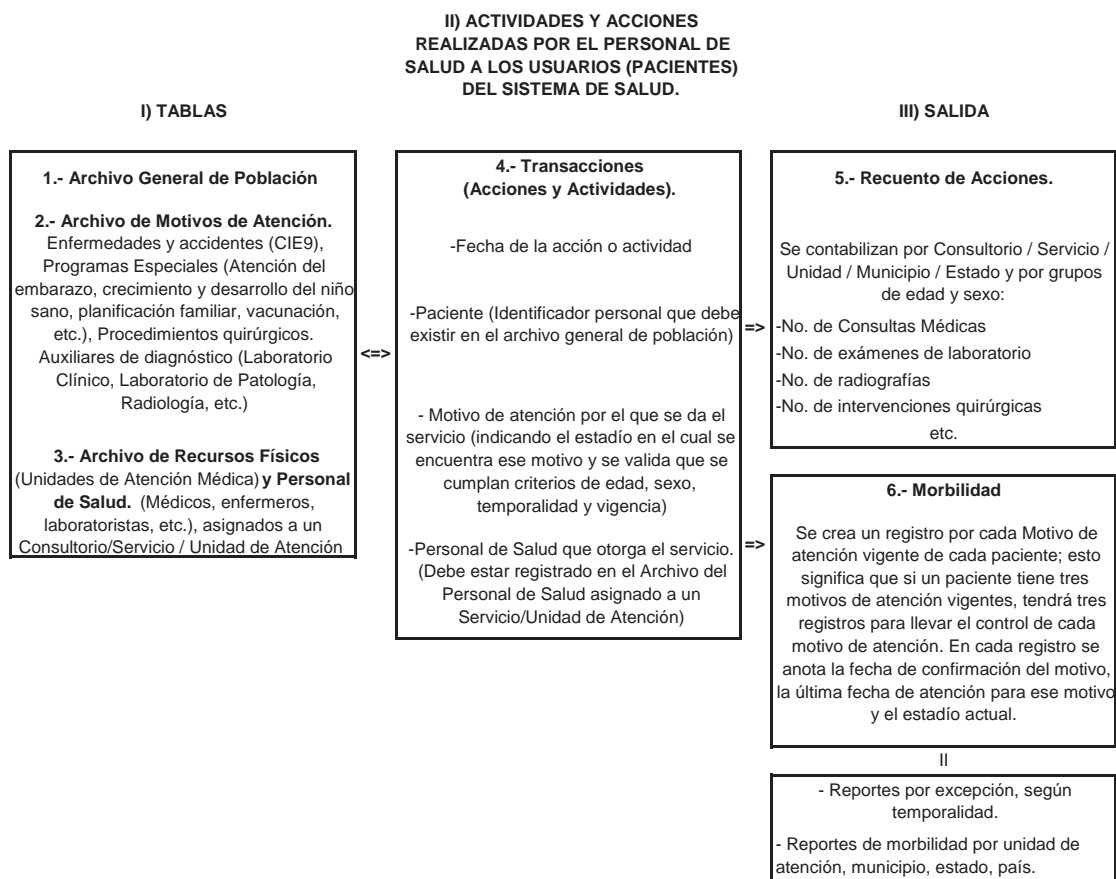 II) ACTIVIDADES Y ACCIONES
REALIZADAS POR EL PERSONAL DE
SALUD A LOS USUARIOS (PACIENTES)
DEL SISTEMA DE SALUD.
I) TABLAS
III) SALIDA
1.- Archivo General de Población
2.- Archivo de Motivos de Atención.
Enfermedades y accidentes (CIE9),
Programas Especiales (Atención del
embarazo, crecimiento y desarrollo del niño
sano, planificación familiar, vacunación,
etc.), Procedimientos quirúrgicos.
Auxiliares de diagnóstico (Laboratorio
Clínico, Laboratorio de Patología,
Radiología, etc.)
3.- Archivo de Recursos Físicos
(Unidades de Atención Médica) y Personal
de Salud. (Médicos, enfermeros,
laboratoristas, etc.), asignados a un
Consultorio/Servicio / Unidad de Atención
<=>
4.- Transacciones
(Acciones y Actividades).
-Fecha de la acción o actividad
-Paciente (Identificador personal que debe
existir en el archivo general de población)
- Motivo de atención por el que se da el
servicio (indicando el estadío en el cual se
encuentra ese motivo y se valida que se
cumplan criterios de edad, sexo,
temporalidad y vigencia)
-Personal de Salud que otorga el servicio.
(Debe estar registrado en el Archivo del
Personal de Salud asignado a un
Servicio/Unidad de Atención)
=>
=>
5.- Recuento de Acciones.
Se contabilizan por Consultorio / Servicio /
Unidad / Municipio / Estado y por grupos
de edad y sexo:
-No. de Consultas Médicas
-No. de exámenes de laboratorio
-No. de radiografías
-No. de intervenciones quirúrgicas
etc.
6.- Morbilidad
Se crea un registro por cada Motivo de
atención vigente de cada paciente; esto
significa que si un paciente tiene tres
motivos de atención vigentes, tendrá tres
registros para llevar el control de cada
motivo de atención. En cada registro se
anota la fecha de confirmación del motivo,
la última fecha de atención para ese motivo
y el estadío actual.
II
- Reportes por excepción, según
temporalidad.
- Reportes de morbilidad por unidad de
atención, municipio, estado, país.